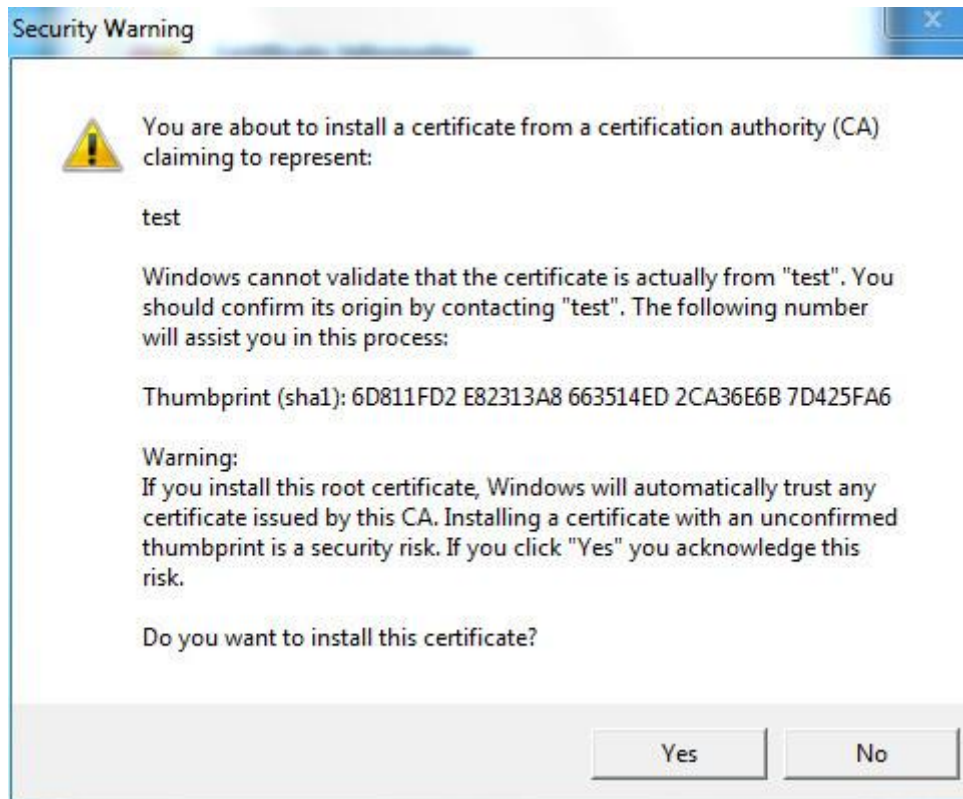 Security Warning
You are about to install a certificate from a certification authority (CA)
claiming to represent:
test
Windows cannot validate that the certificate is actually from "test". You
should confirm its origin by contacting "test". The following number
will assist you in this process:
Thumbprint (sha1): 6D811FD2 E82313A8 663514ED 2CA36E6B 7D425FA6
Warning:
If you install this root certificate, Windows will automatically trust any
certificate issued by this CA. Installing a certificate with an unconfirmed
thumbprint is a security risk. If you click "Yes" you acknowledge this
risk.
Do you want to install this certificate?
Yes
No